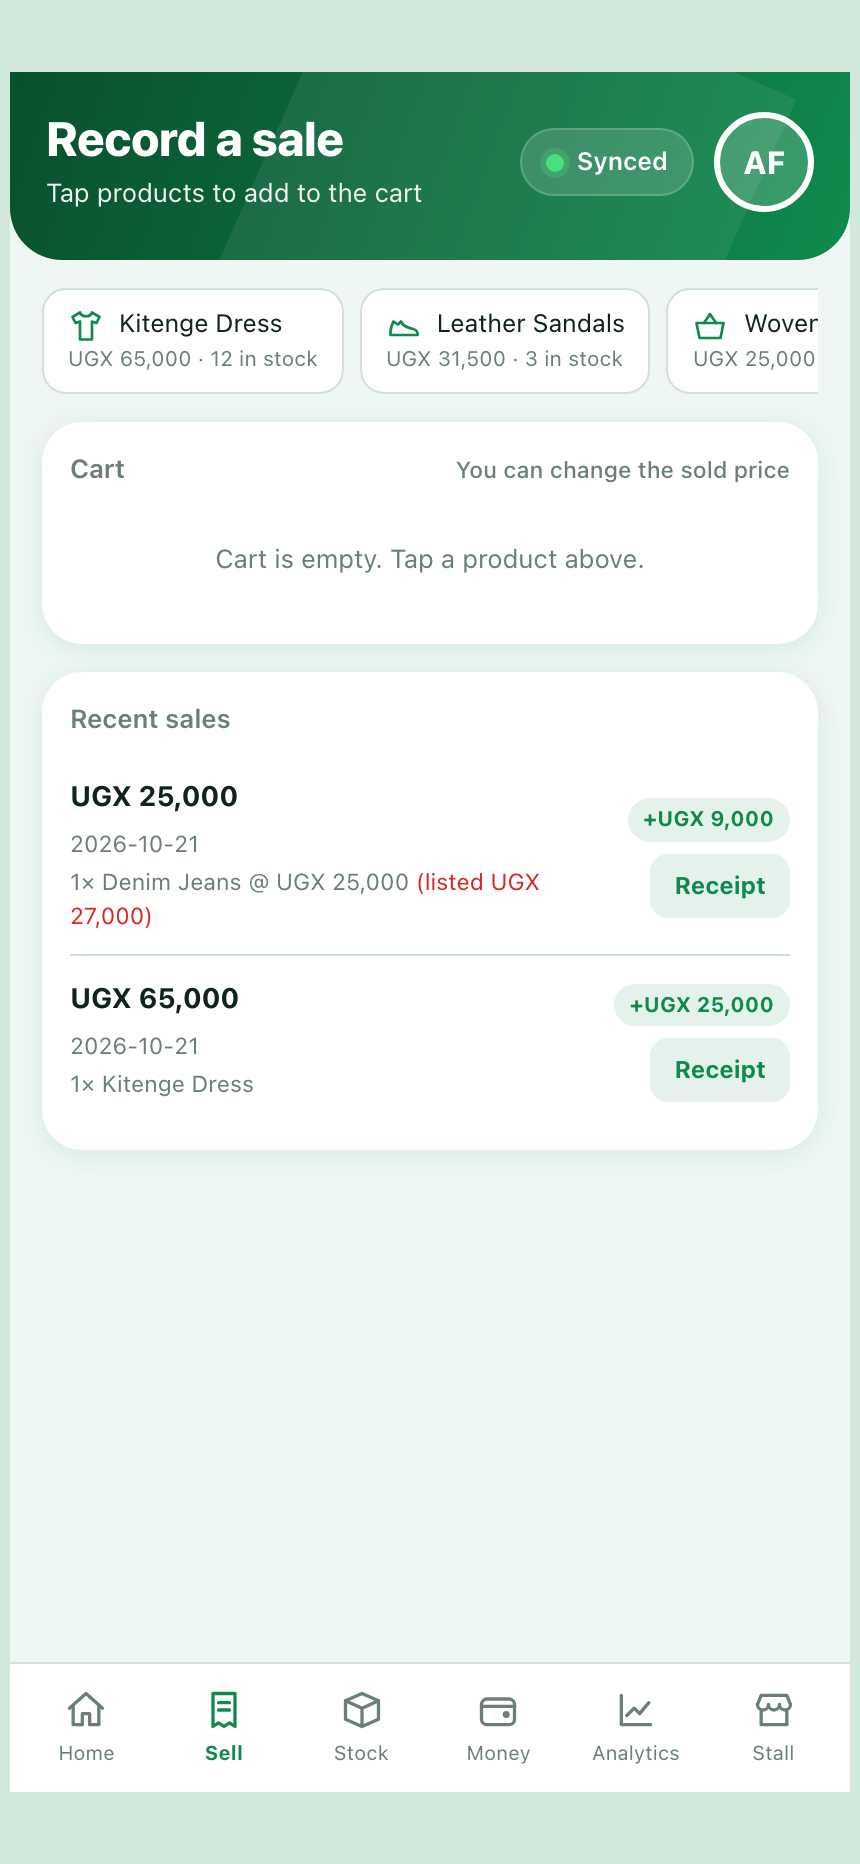 Record a sale
Tap products to add to the cart
Synced
AF
Kitenge Dress
UGX 65,000 · 12 in stock
Leather Sandals
UGX 31,500 · 3 in stock
UGX 25,000
Cart
You can change the sold price
Cart is empty. Tap a product above.
Recent sales
UGX 25,000
2026-10-21
1× Denim Jeans @ UGX 25,000 (listed UGX
27,000)
+UGX 9,000
Receipt
UGX 65,000
2026-10-21
1× Kitenge Dress
+UGX 25,000
Receipt
Home
Sell
Stock
Money
Analytics
Stall